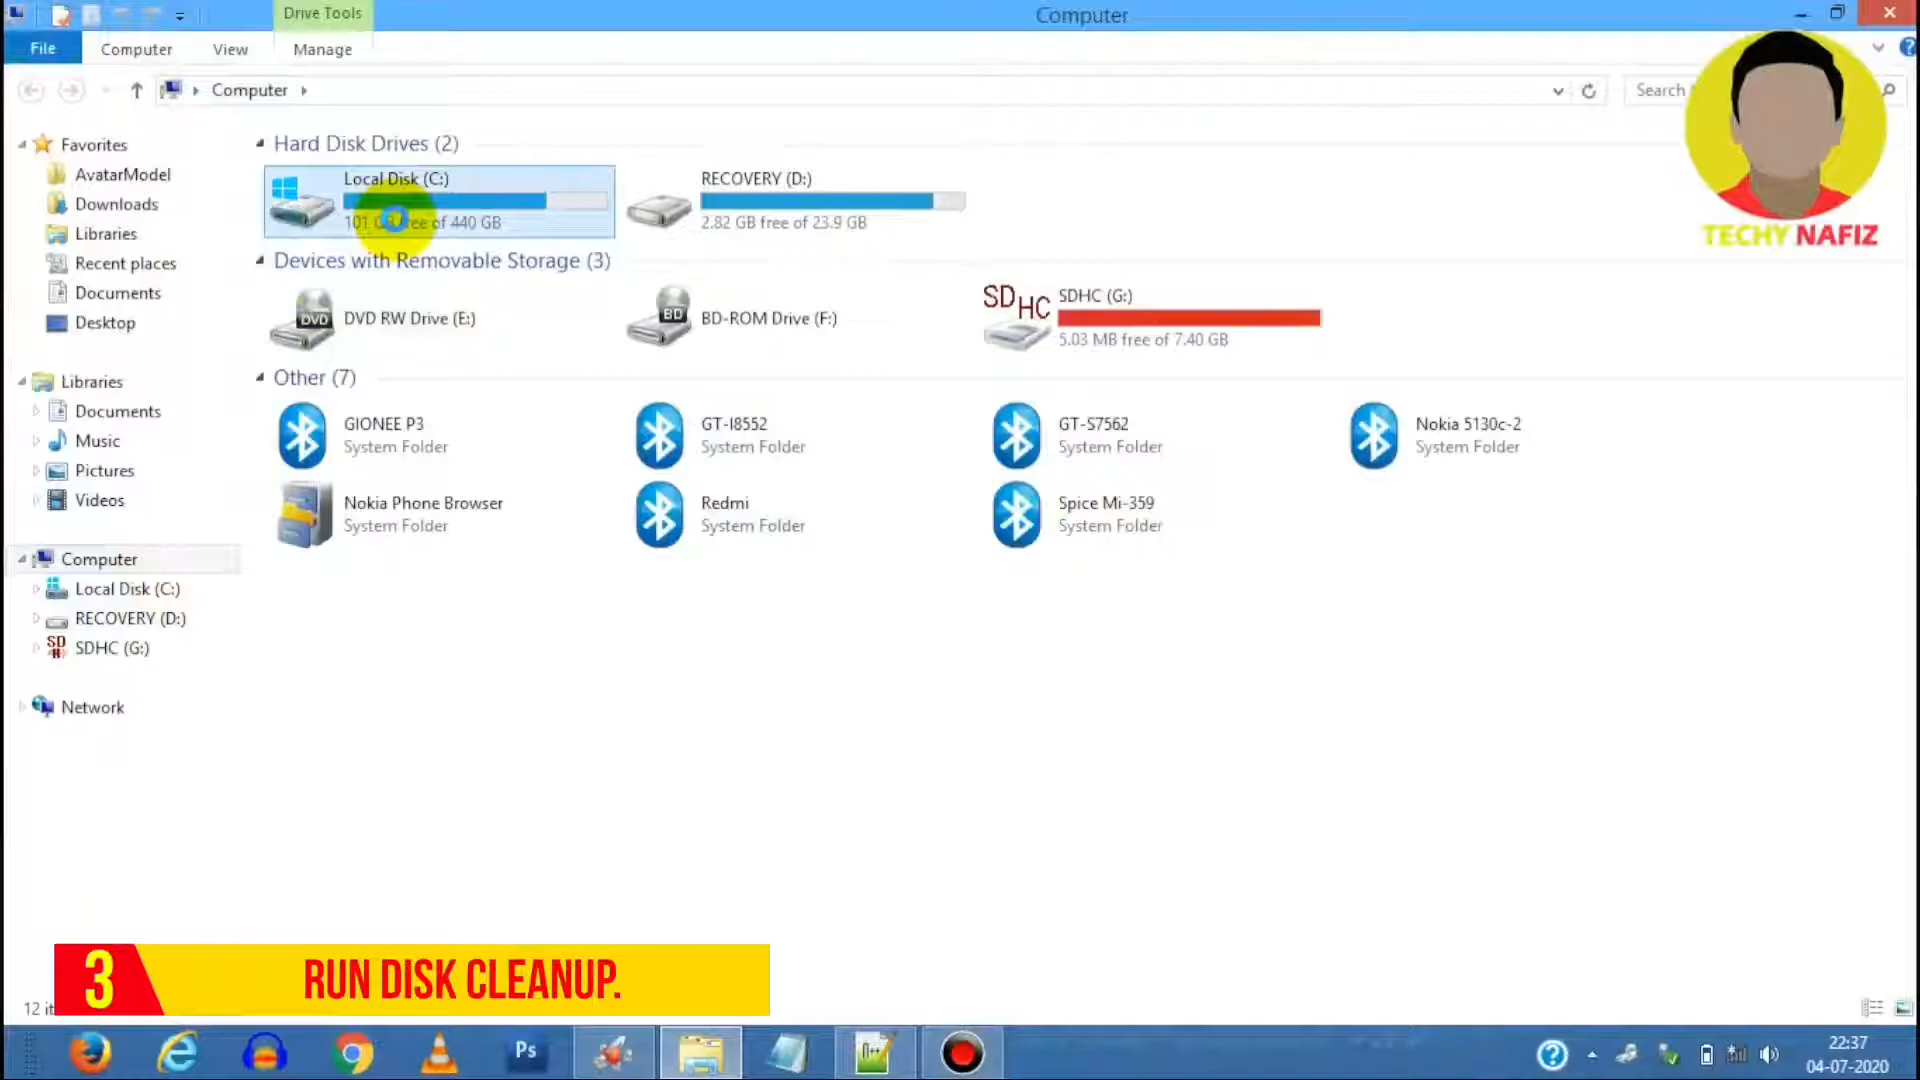 Drive Tools
Computer
File
Computer
View
Manage
Computer
Search
TECHY NAFIZ
Favorites
AvatarModel
Downloads
Libraries
Recent places
Documents
Desktop
Libraries
Documents
Music
Pictures
Videos
Computer
Local Disk (C:)
RECOVERY (D:)
SD
SDHC (G:)
Network
Hard Disk Drives (2)
Local Disk (C:)
101 GB free of 440 GB
RECOVERY (D:)
2.82 GB free of 23.9 GB
Devices with Removable Storage (3)
DVD
DVD RW Drive (E:)
BD
BD-ROM Drive (F:)
SDHC
SDHC (G:)
5.03 MB free of 7.40 GB
Other (7)
GIONEE P3
System Folder
GT-I8552
System Folder
GT-S7562
System Folder
Nokia 5130c-2
System Folder
Nokia Phone Browser
System Folder
Redmi
System Folder
Spice Mi-359
System Folder
3
RUN DISK CLEANUP.
12 it
Ps
22:37
04-07-2020